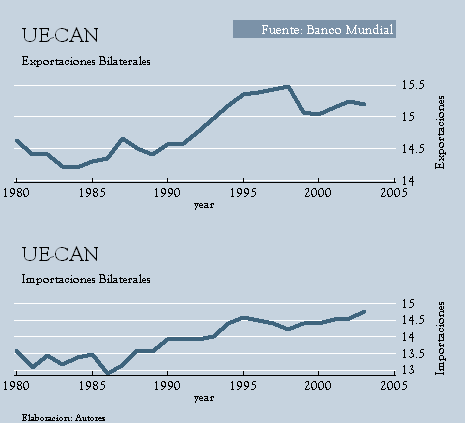 UE-CAN
Fuente: Banco Mundial
Exportaciones Bilaterales
15.5
15
14.5
14
Exportaciones
1980 1985 1990 1995 2000 2005
year
UE-CAN
Importaciones Bilaterales
15
14.5
14
13.5
13
Importaciones
1980 1985 1990 1995 2000 2005
year
Elaboracion: Autores